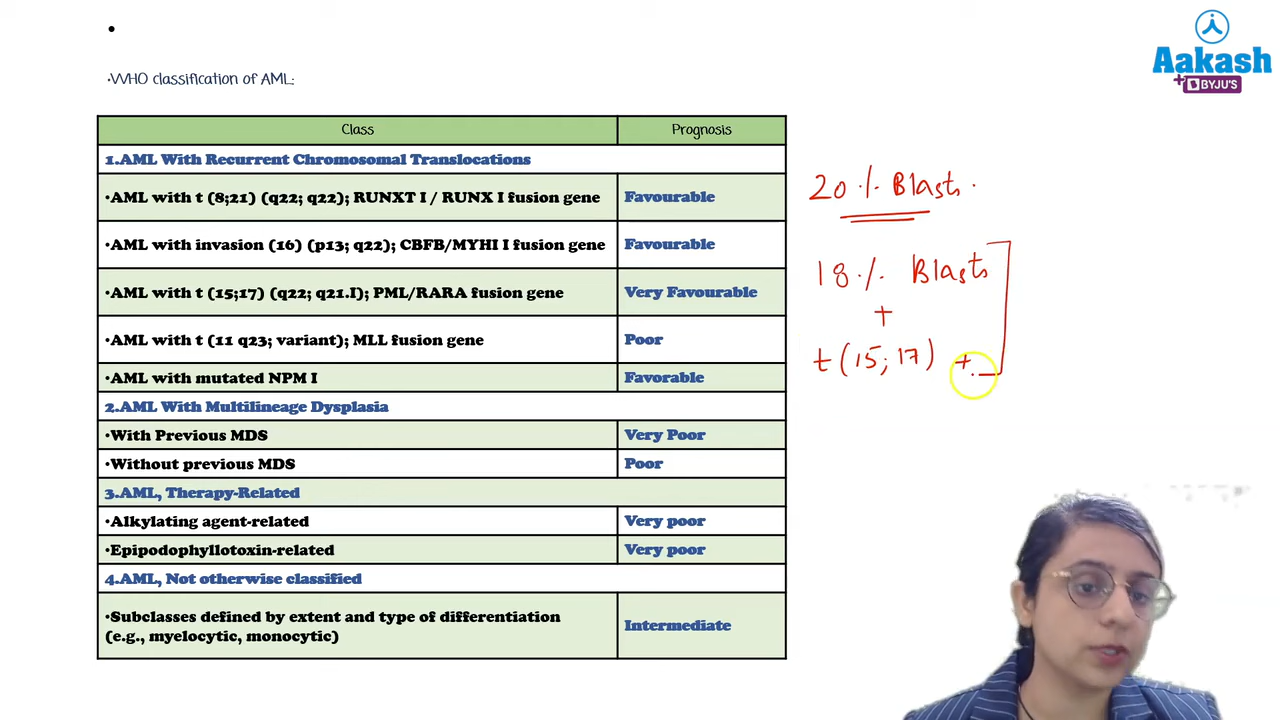 •
Aakash
BYJU'S
•WHO classification of AML:
Class Prognosis
1.AML With Recurrent Chromosomal Translocations
•AML with t (8;21) (q22; q22); RUNXT I / RUNX I fusion gene Favourable
•AML with invasion (16) (p13; q22); CBFB/MYHI I fusion gene Favourable
•AML with t (15;17) (q22; q21.I); PML/RARA fusion gene Very Favourable
•AML with t (11 q23; variant); MLL fusion gene Poor
•AML with mutated NPM I Favorable
2.AML With Multilineage Dysplasia
•With Previous MDS Very Poor
•Without previous MDS Poor
3.AML, Therapy-Related
•Alkylating agent-related Very poor
•Epipodophyllotoxin-related Very poor
4.AML, Not otherwise classified
•Subclasses defined by extent and type of differentiation
(e.g., myelocytic, monocytic) Intermediate
20 % Blasts.
18 % Blasts
+
t (15; 17) +